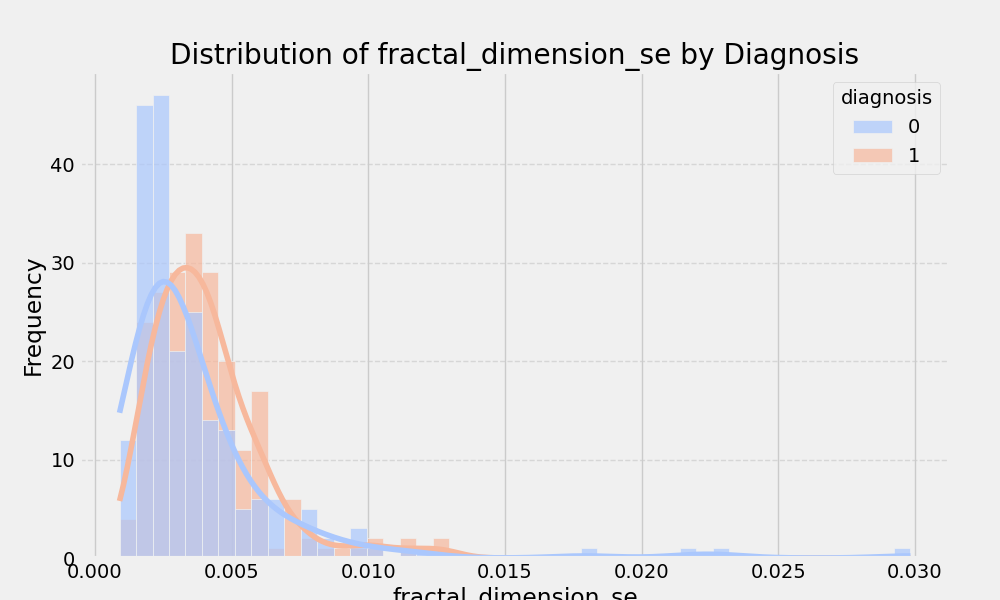 Distribution of fractal_dimension_se by Diagnosis
diagnosis
0
1
Frequency
40
30
20
10
0
0.000 0.005 0.010 0.015 0.020 0.025 0.030
fractal_dimension_se